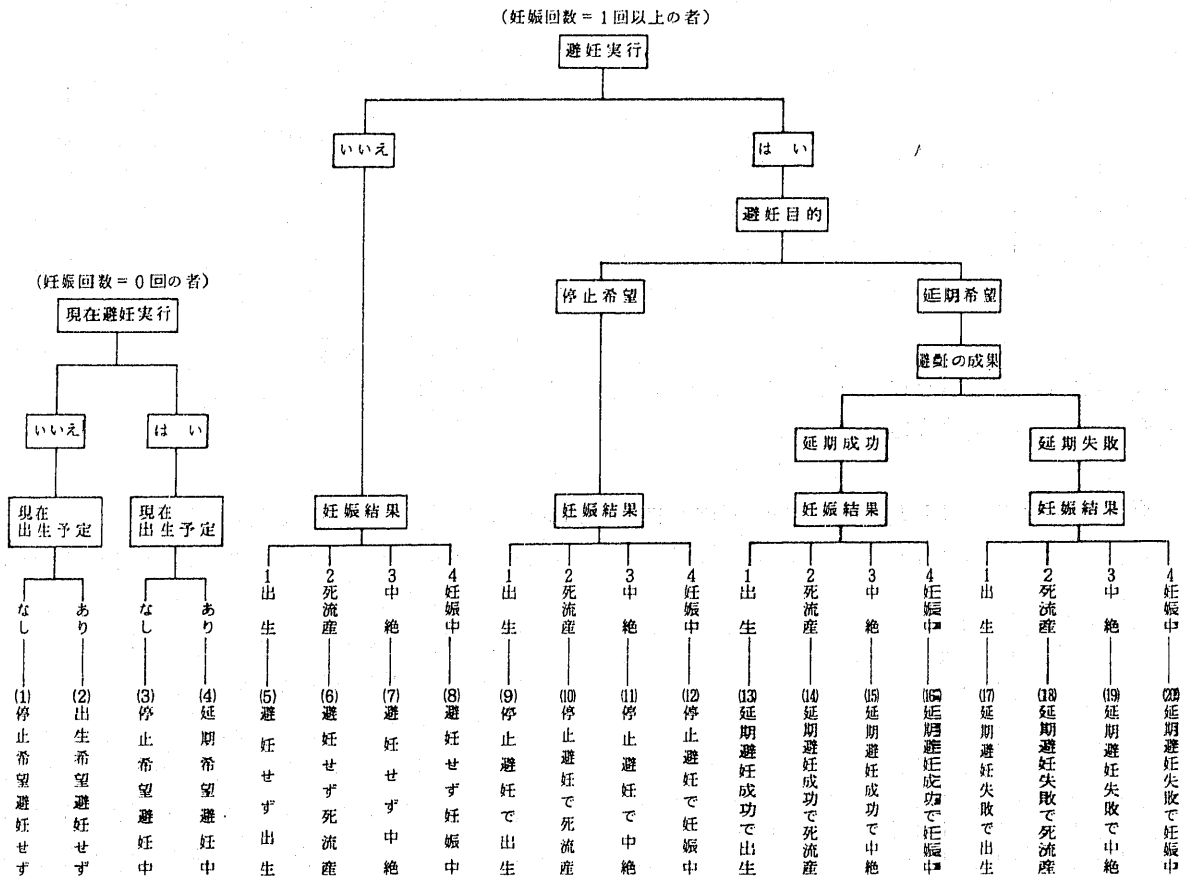 (妊娠回数=1回以上の者)
避妊実行
いいえ
はい
避妊目的
(妊娠回数=0回の者)
現在避妊実行
停止希望
延期希望
避妊の成果
いいえ
はい
延期成功
延期失敗
現在
出生予定
現在
出生予定
妊娠結果
妊娠結果
妊娠結果
妊娠結果
なし
あり
なし
あり
1 出生
2 死流産
3 中絶
4 妊娠中
1 出生
2 死流産
3 中絶
4 妊娠中
1 出生
2 死流産
3 中絶
4 妊娠中
1 出生
2 死流産
3 中絶
4 妊娠中
(1) 停止希望避妊せず
(2) 出生希望避妊せず
(3) 停止希望避妊中
(4) 延期希望避妊中
(5) 避妊せず出生
(6) 避妊せず死流産
(7) 避妊せず中絶
(8) 避妊せず妊娠中
(9) 停止避妊で出生
(10) 停止避妊で死流産
(11) 停止避妊で中絶
(12) 停止避妊で妊娠中
(13) 延期避妊成功で出生
(14) 延期避妊成功で死流産
(15) 延期避妊成功で中絶
(16) 延期避妊成功で妊娠中
(17) 延期避妊失敗で出生
(18) 延期避妊失敗で死流産
(19) 延期避妊失敗で中絶
(20) 延期避妊失敗で妊娠中